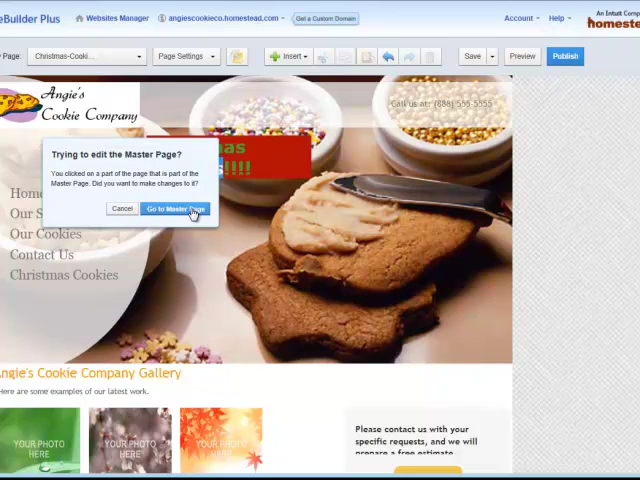 eBuilder Plus
Websites Manager
angiescookieco.homestead.com
Get a Custom Domain
Account
Help
An Intuit Comp
homeste
Page:
Christmas-Cooki...
Page Settings
Insert
Save
Preview
Publish
Angie's
Cookie Company
Call us at: (888) 555-5555
as
s!!!!
Trying to edit the Master Page?
You clicked on a part of the page that is part of the
Master Page. Did you want to make changes to it?
Cancel
Go to Master Page
Home
Our S
Our Cookies
Contact Us
Christmas Cookies
Angie's Cookie Company Gallery
Here are some examples of our latest work.
YOUR PHOTO
HERE
YOUR PHOTO
HERE
YOUR PHOTO
HERE
Please contact us with your
specific requests, and we will
prepare a free estimate